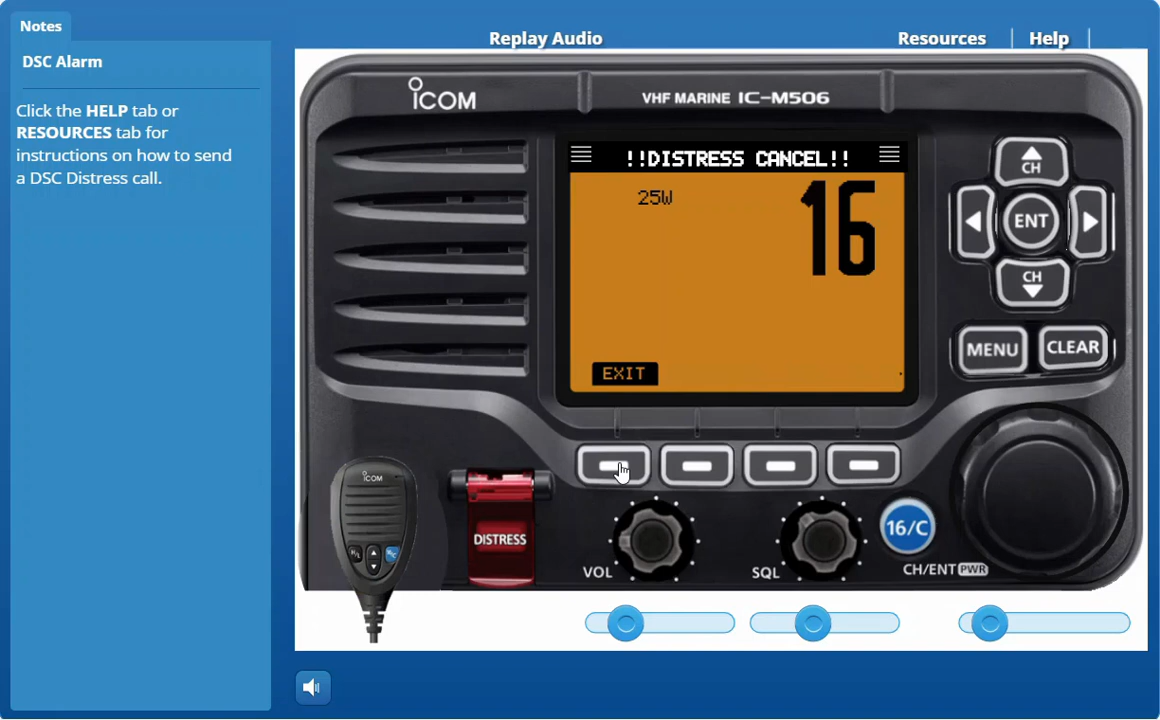 Notes
Replay Audio
Resources
Help
DSC Alarm
Click the HELP tab or
RESOURCES tab for
instructions on how to send
a DSC Distress call.
ICOM
VHF MARINE IC-M506
!!DISTRESS CANCEL!!
25W
16
EXIT
CH
ENT
CH
MENU
CLEAR
ICOM
H/L
16/C
DISTRESS
VOL
SQL
16/C
CH/ENT PWR